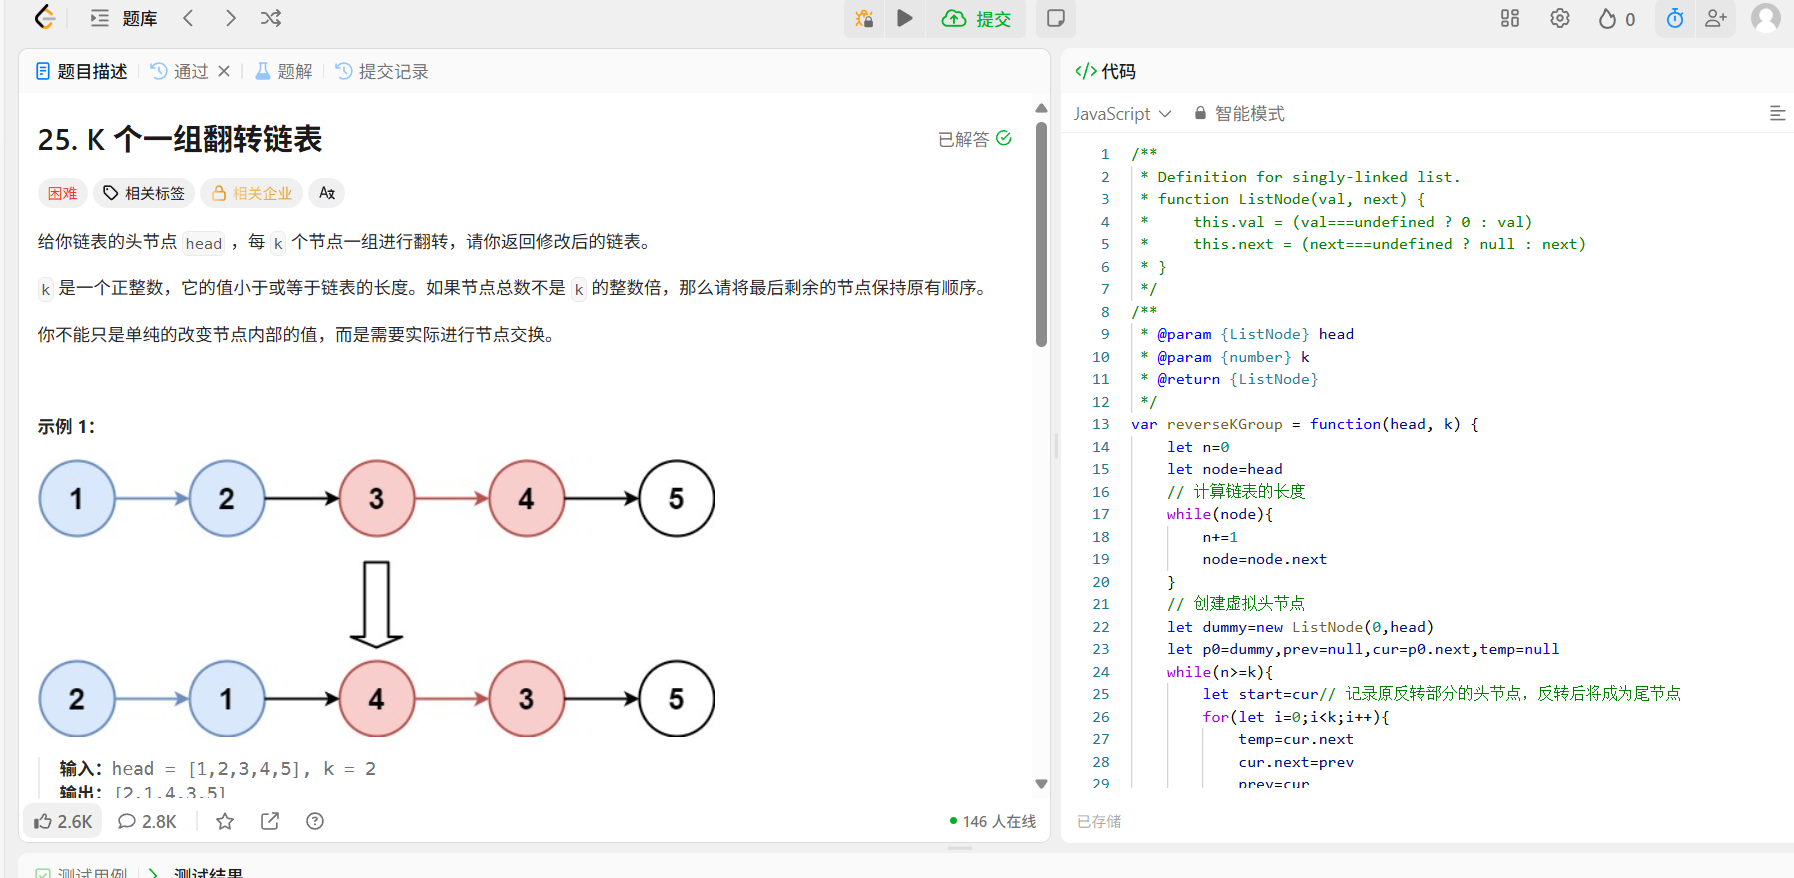 题库
提交
0
题目描述
通过
题解
提交记录
25. K 个一组翻转链表
已解答
困难
相关标签
相关企业
给你链表的头节点 head ，每 k 个节点一组进行翻转，请你返回修改后的链表。
k 是一个正整数，它的值小于或等于链表的长度。如果节点总数不是 k 的整数倍，那么请将最后剩余的节点保持原有顺序。
你不能只是单纯的改变节点内部的值，而是需要实际进行节点交换。
示例 1：
1 2 3 4 5
2 1 4 3 5
输入：head = [1,2,3,4,5], k = 2
输出：[2,1,4,3,5]
2.6K
2.8K
146 人在线
测试用例
测试结果
</> 代码
JavaScript
智能模式
1 /**
2 * Definition for singly-linked list.
3 * function ListNode(val, next) {
4 *     this.val = (val===undefined ? 0 : val)
5 *     this.next = (next===undefined ? null : next)
6 * }
7 */
8 /**
9 * @param {ListNode} head
10 * @param {number} k
11 * @return {ListNode}
12 */
13 var reverseKGroup = function(head, k) {
14     let n=0
15     let node=head
16     // 计算链表的长度
17     while(node){
18         n+=1
19         node=node.next
20     }
21     // 创建虚拟头节点
22     let dummy=new ListNode(0,head)
23     let p0=dummy,prev=null,cur=p0.next,temp=null
24     while(n>=k){
25         let start=cur// 记录原反转部分的头节点，反转后将成为尾节点
26         for(let i=0;i<k;i++){
27             temp=cur.next
28             cur.next=prev
29             prev=cur
已存储